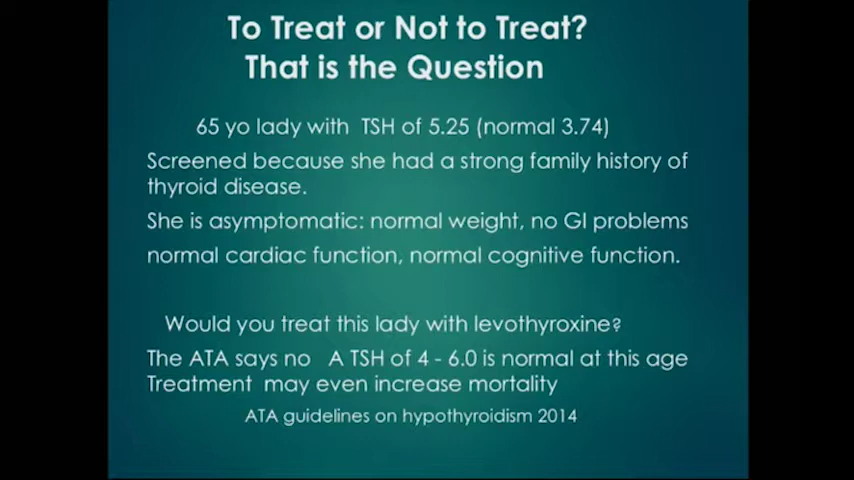 To Treat or Not to Treat?
That is the Question
65 yo lady with TSH of 5.25 (normal 3.74)
Screened because she had a strong family history of
thyroid disease.
She is asymptomatic: normal weight, no GI problems
normal cardiac function, normal cognitive function.
Would you treat this lady with levothyroxine?
The ATA says no A TSH of 4 - 6.0 is normal at this age
Treatment may even increase mortality
ATA guidelines on hypothyroidism 2014